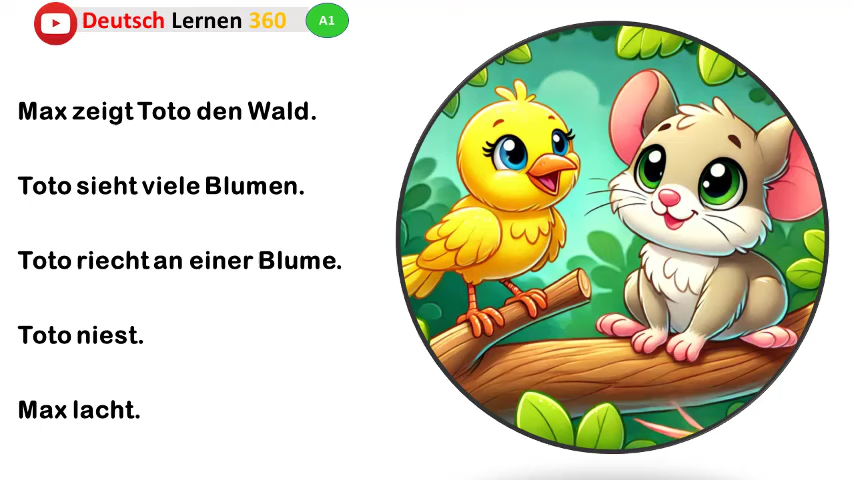 Deutsch Lernen 360 A1
Max zeigt Toto den Wald.
Toto sieht viele Blumen.
Toto riecht an einer Blume.
Toto niest.
Max lacht.